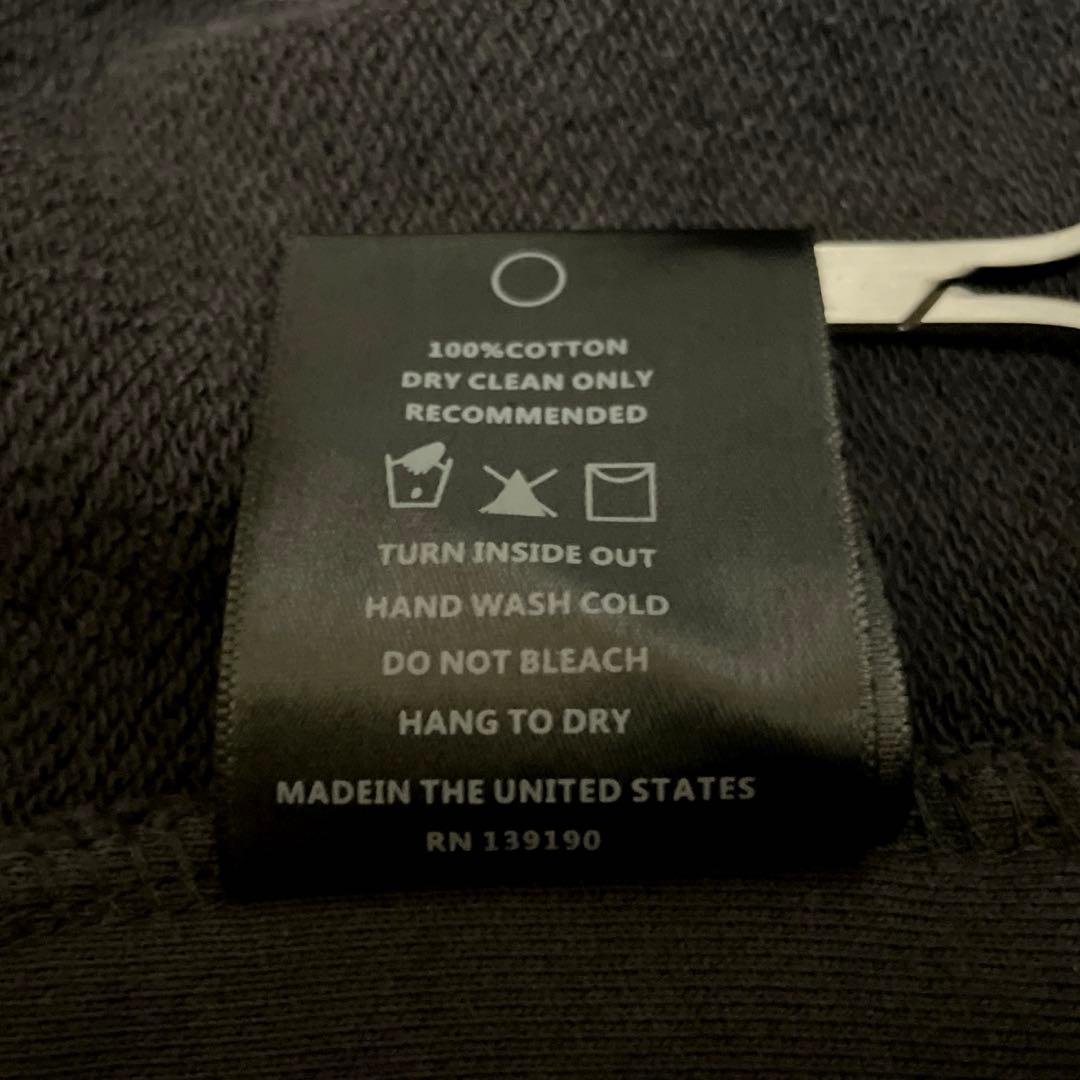 100%COTTON
DRY CLEAN ONLY
RECOMMENDED
TURN INSIDE OUT
HAND WASH COLD
DO NOT BLEACH
HANG TO DRY
MADEIN THE UNITED STATES
RN 139190